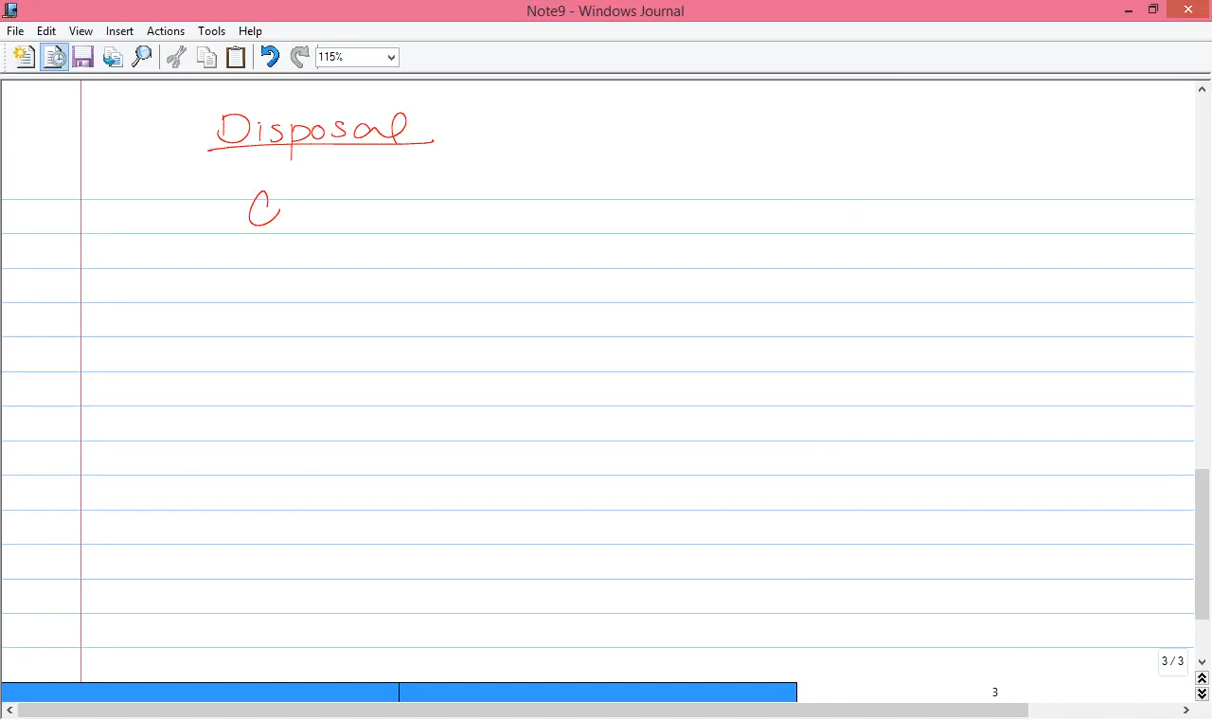 Note9 - Windows Journal
File Edit View Insert Actions Tools Help
115%
Disposal
C
3 / 3
3